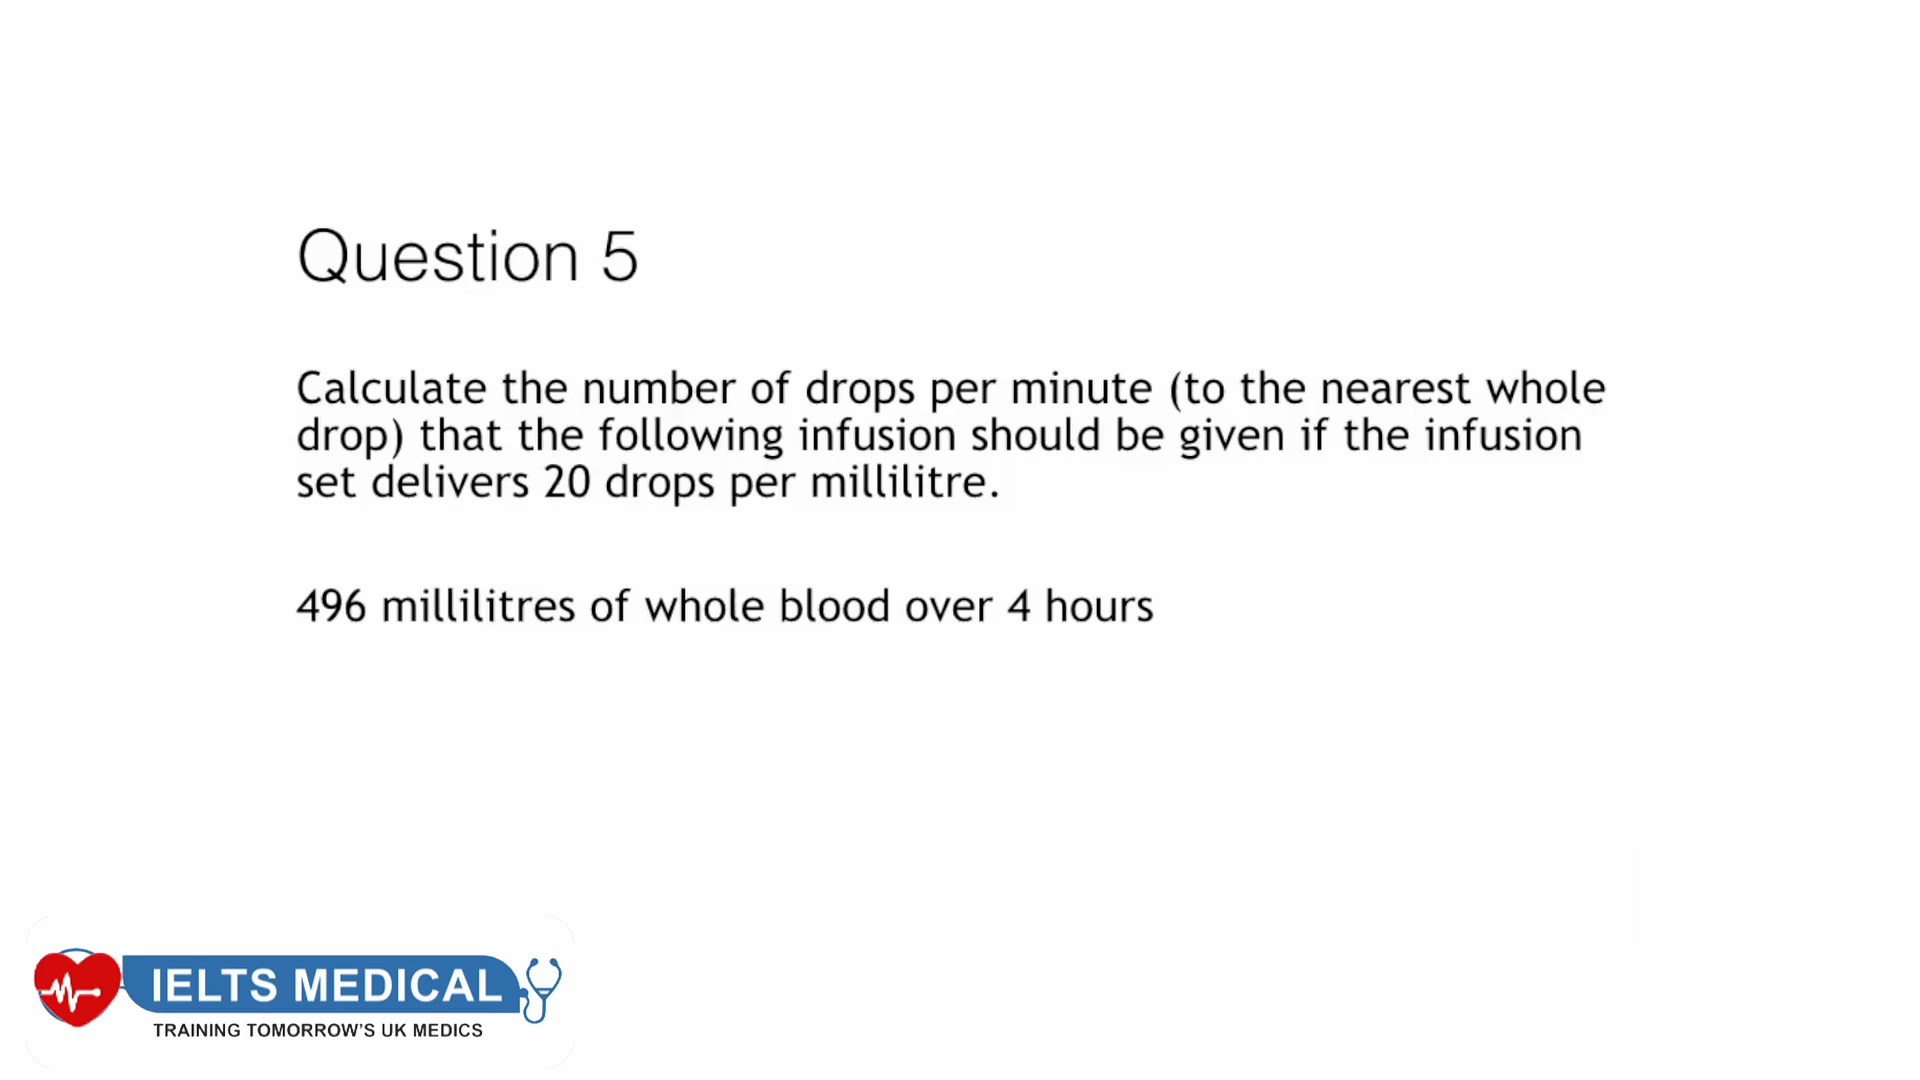 Question 5
Calculate the number of drops per minute (to the nearest whole
drop) that the following infusion should be given if the infusion
set delivers 20 drops per millilitre.
496 millilitres of whole blood over 4 hours
IELTS MEDICAL
TRAINING TOMORROW'S UK MEDICS